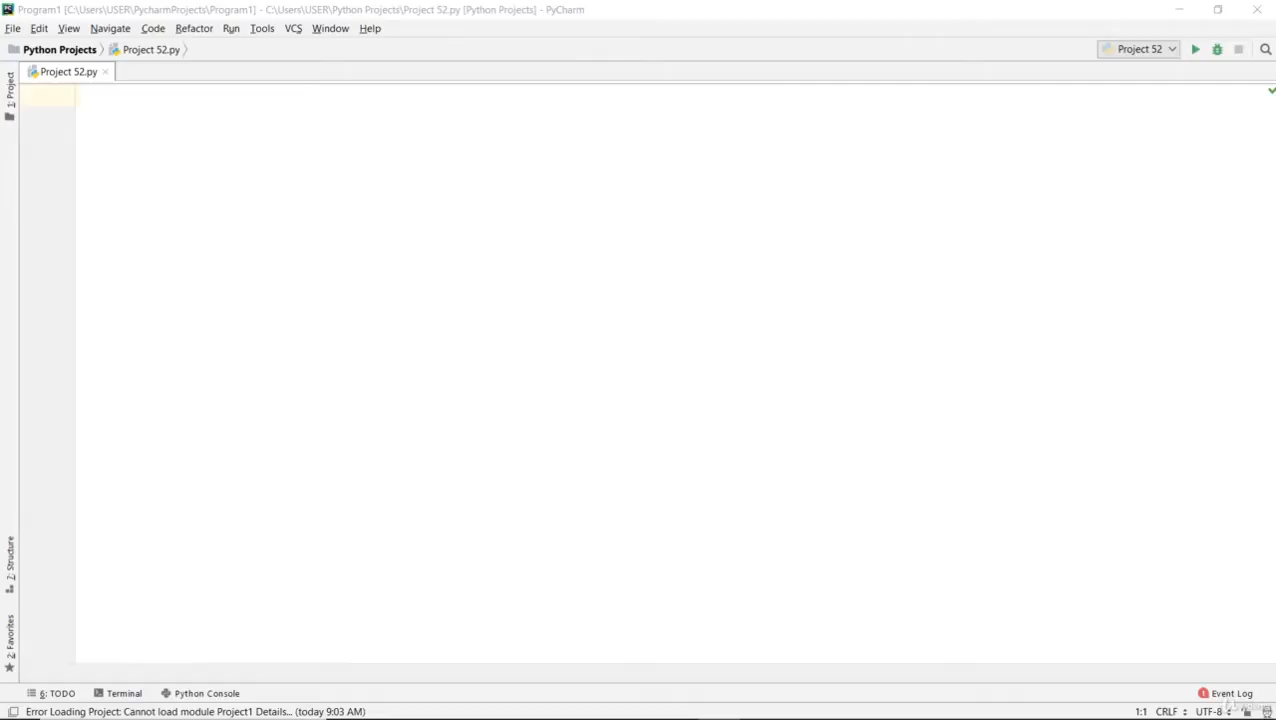 PC Program1 [C:\Users\USER\PycharmProjects\Program1] - C:\Users\USER\Python Projects\Project 52.py [Python Projects] - PyCharm
File Edit View Navigate Code Refactor Run Tools VCS Window Help
Python Projects Project 52.py Project 52
Project 52.py
1: Project
7: Structure
2: Favorites
6: TODO Terminal Python Console 1 Event Log
Error Loading Project: Cannot load module Project1 Details... (today 9:03 AM) 1:1 CRLF UTF-8